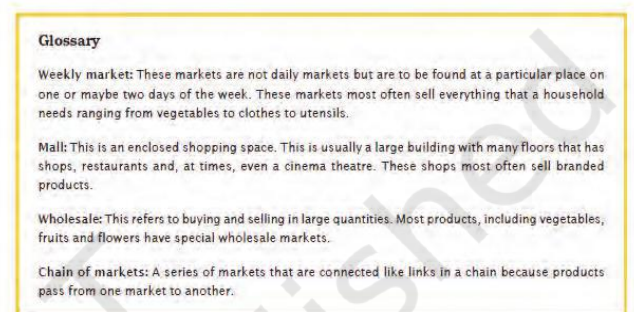 Glossary
Weekly market: These markets are not daily markets but are to be found at a particular place on
one or maybe two days of the week. These markets most often sell everything that a household
needs ranging from vegetables to clothes to utensils.
Mall: This is an enclosed shopping space. This is usually a large building with many floors that has
shops, restaurants and, at times, even a cinema theatre. These shops most often sell branded
products.
Wholesale: This refers to buying and selling in large quantities. Most products, including vegetables,
fruits and flowers have special wholesale markets.
Chain of markets: A series of markets that are connected like links in a chain because products
pass from one market to another.